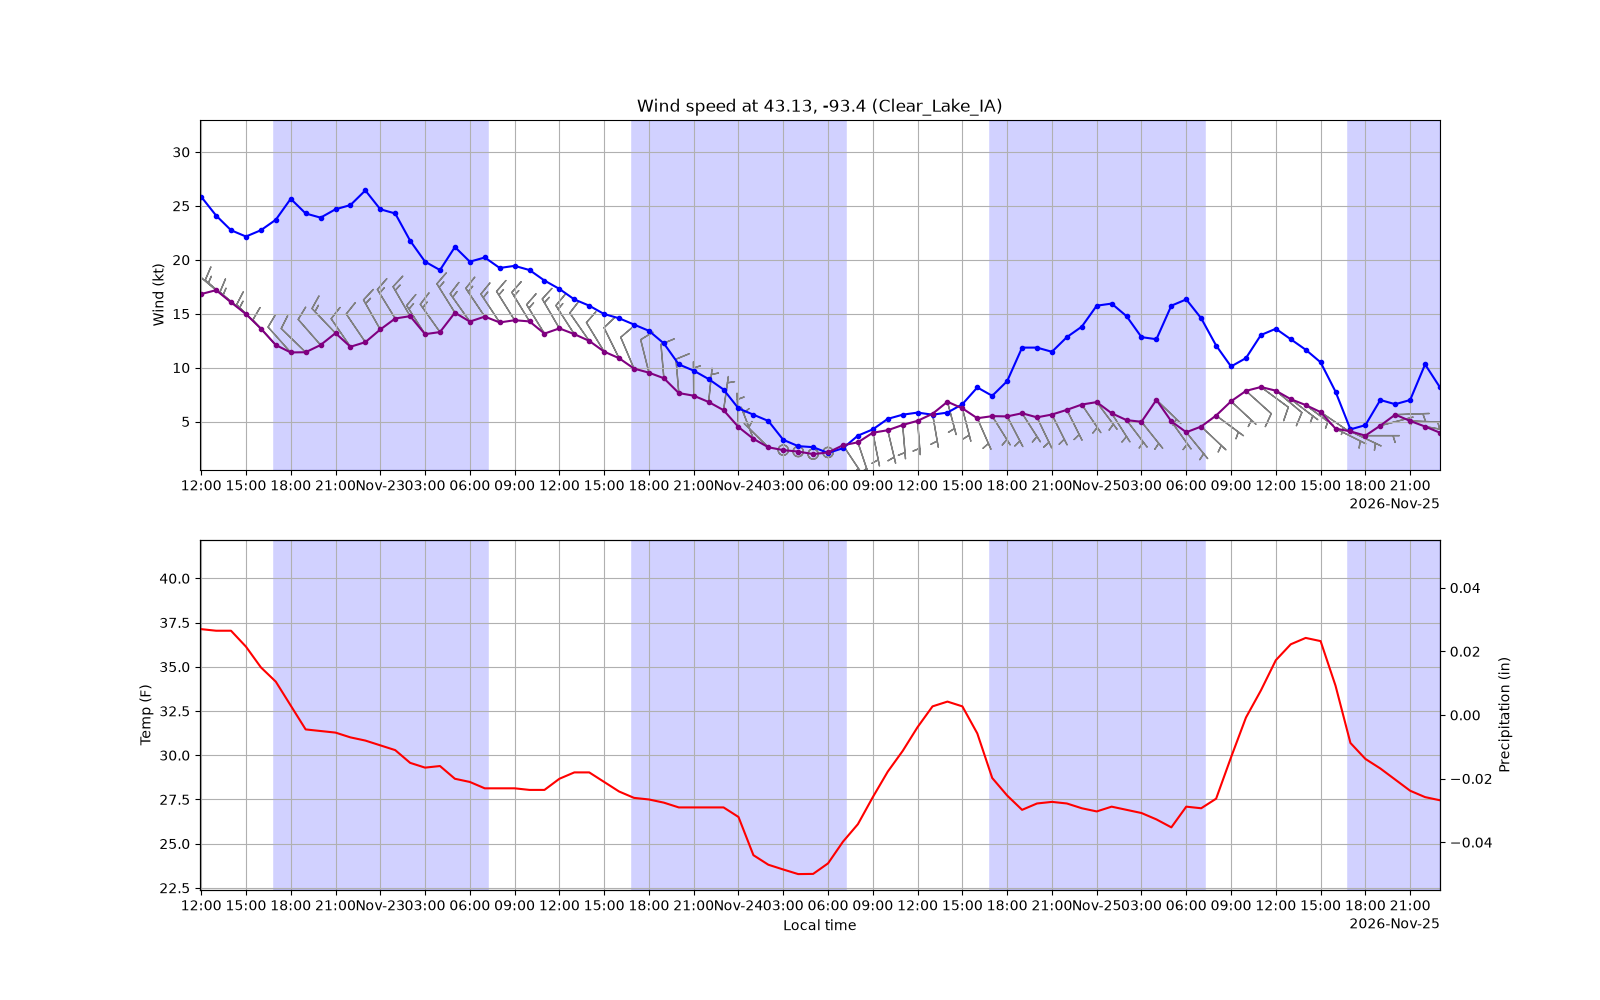 Wind speed at 43.13, -93.4 (Clear_Lake_IA)
30
25
20
15
10
5
Wind (kt)
12:00 15:00 18:00 21:00 Nov-23 03:00 06:00 09:00 12:00 15:00 18:00 21:00 Nov-24 03:00 06:00 09:00 12:00 15:00 18:00 21:00 Nov-25 03:00 06:00 09:00 12:00 15:00 18:00 21:00
2026-Nov-25
40.0
37.5
35.0
32.5
30.0
27.5
25.0
22.5
Temp (F)
0.04
0.02
0.00
−0.02
−0.04
Precipitation (in)
12:00 15:00 18:00 21:00 Nov-23 03:00 06:00 09:00 12:00 15:00 18:00 21:00 Nov-24 03:00 06:00 09:00 12:00 15:00 18:00 21:00 Nov-25 03:00 06:00 09:00 12:00 15:00 18:00 21:00
Local time
2026-Nov-25